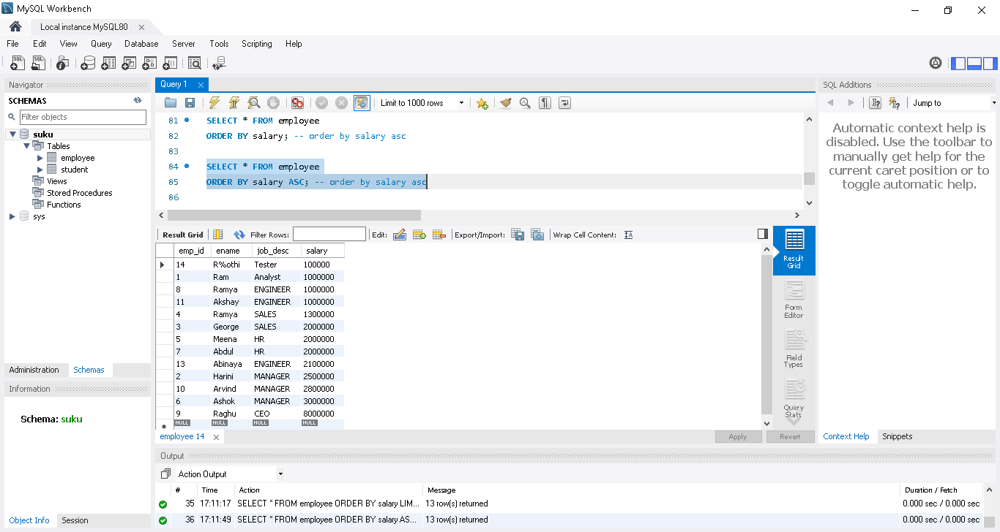 MySQL Workbench
Local instance MySQL80
File Edit View Query Database Server Tools Scripting Help
Navigator
SCHEMAS
Filter objects
suku
Tables
employee
student
Views
Stored Procedures
Functions
sys
Administration Schemas
Information
Schema: suku
Object Info Session
Query 1
Limit to 1000 rows
81 SELECT * FROM employee
82 ORDER BY salary; -- order by salary asc
83
84 SELECT * FROM employee
85 ORDER BY salary ASC; -- order by salary asc
86
Result Grid Filter Rows: Edit: Export/Import: Wrap Cell Content:
emp_id ename job_desc salary
14 R%othi Tester 100000
1 Ram Analyst 1000000
8 Ramya ENGINEER 1000000
11 Akshay ENGINEER 1000000
4 Ramya SALES 1300000
3 George SALES 2000000
5 Meena HR 2000000
7 Abdul HR 2000000
13 Abinaya ENGINEER 2100000
2 Harini MANAGER 2500000
10 Arvind MANAGER 2800000
6 Ashok MANAGER 3000000
9 Raghu CEO 8000000
NULL NULL NULL NULL
Result
Grid
Form
Editor
Field
Types
Query
Stats
employee 14
Apply Revert
Output
Action Output
# Time Action Message Duration / Fetch
35 17:11:17 SELECT * FROM employee ORDER BY salary LIM... 13 row(s) returned 0.000 sec / 0.000 sec
36 17:11:49 SELECT * FROM employee ORDER BY salary AS... 13 row(s) returned 0.000 sec / 0.000 sec
SQL Additions
Jump to
Automatic context help is
disabled. Use the toolbar to
manually get help for the
current caret position or to
toggle automatic help.
Context Help Snippets